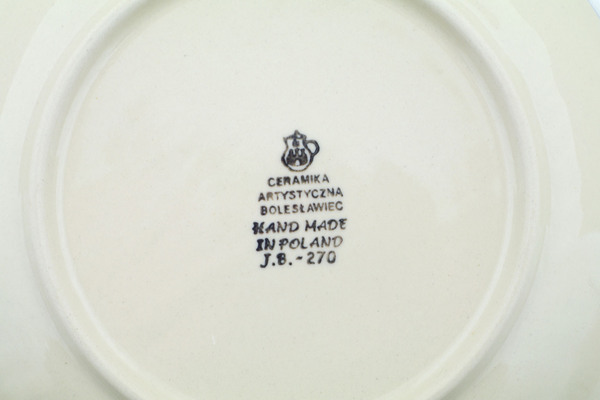 CERAMIKA
ARTYSTYCZNA
BOLESŁAWIEC
HAND MADE
IN POLAND
J.B.-270